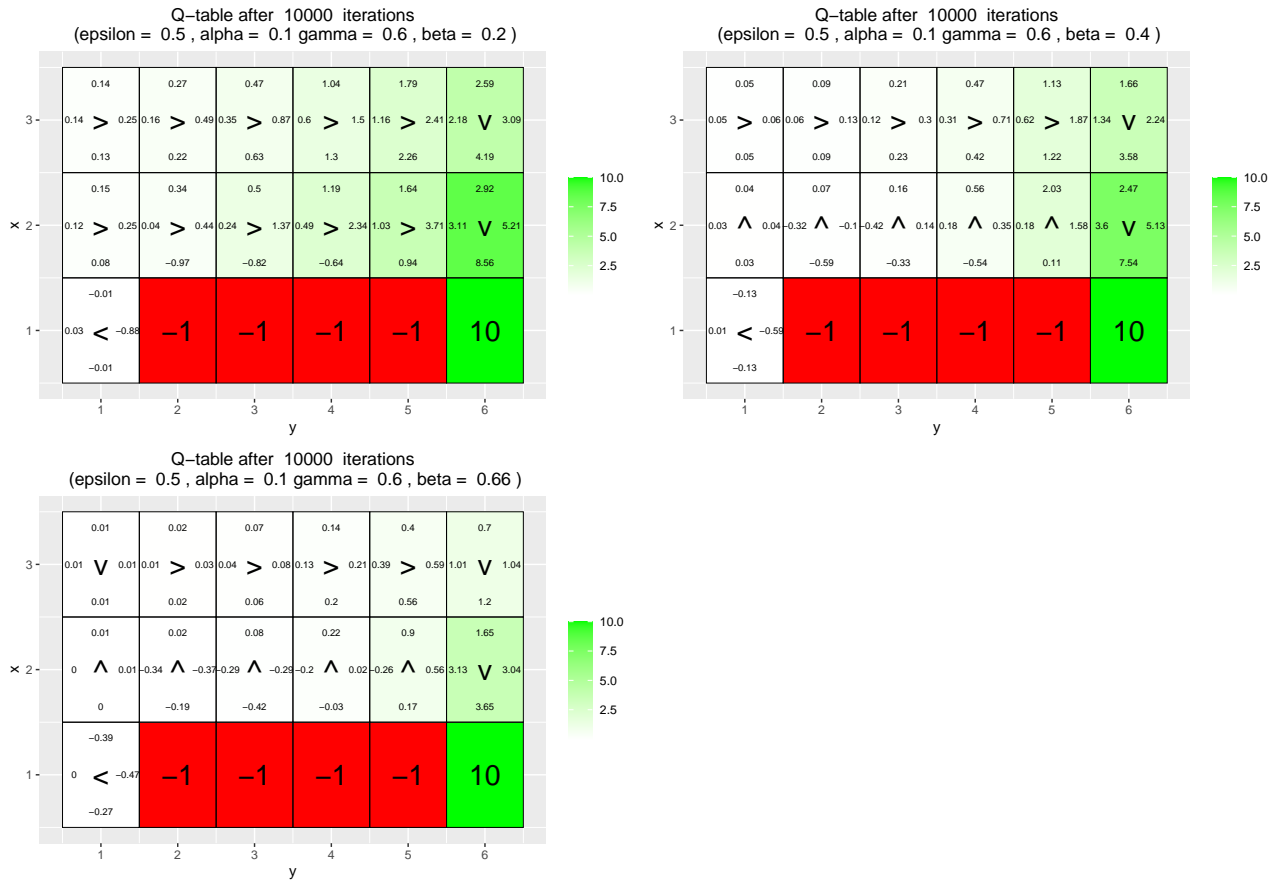 Q−table after 10000 iterations
(epsilon = 0.5 , alpha = 0.1 gamma = 0.6 , beta = 0.2 )
0.14 0.27 0.47 1.04 1.79 2.59
3 0.14 > 0.25 0.16 > 0.49 0.35 > 0.87 0.6 > 1.5 1.16 > 2.41 2.18 v 3.09
0.13 0.22 0.63 1.3 2.26 4.19
0.15 0.34 0.5 1.19 1.64 2.92
x 2 0.12 > 0.25 0.04 > 0.44 0.24 > 1.37 0.49 > 2.34 1.03 > 3.71 3.11 v 5.21
0.08 −0.97 −0.82 −0.64 0.94 8.56
−0.01
1 0.03 < −0.88 −1 −1 −1 −1 10
−0.01
1 2 3 4 5 6
y
10.0
7.5
5.0
2.5
Q−table after 10000 iterations
(epsilon = 0.5 , alpha = 0.1 gamma = 0.6 , beta = 0.4 )
0.05 0.09 0.21 0.47 1.13 1.66
3 0.05 > 0.06 0.06 > 0.13 0.12 > 0.3 0.31 > 0.71 0.62 > 1.87 1.34 v 2.24
0.05 0.09 0.23 0.42 1.22 3.58
0.04 0.07 0.16 0.56 2.03 2.47
x 2 0.03 ^ 0.04 −0.32 ^ −0.1 −0.42 ^ 0.14 0.18 ^ 0.35 0.18 ^ 1.58 3.6 v 5.13
0.03 −0.59 −0.33 −0.54 0.11 7.54
−0.13
1 0.01 < −0.59 −1 −1 −1 −1 10
−0.13
1 2 3 4 5 6
y
10.0
7.5
5.0
2.5
Q−table after 10000 iterations
(epsilon = 0.5 , alpha = 0.1 gamma = 0.6 , beta = 0.66 )
0.01 0.02 0.07 0.14 0.4 0.7
3 0.01 v 0.01 0.01 > 0.03 0.04 > 0.08 0.13 > 0.21 0.39 > 0.59 1.01 v 1.04
0.01 0.02 0.06 0.2 0.56 1.2
0.01 0.02 0.08 0.22 0.9 1.65
x 2 0 ^ 0.01 −0.34 ^ −0.37 −0.29 ^ −0.29 −0.2 ^ 0.02 −0.26 ^ 0.56 3.13 v 3.04
0 −0.19 −0.42 −0.03 0.17 3.65
−0.39
1 0 < −0.47 −1 −1 −1 −1 10
−0.27
1 2 3 4 5 6
y
10.0
7.5
5.0
2.5